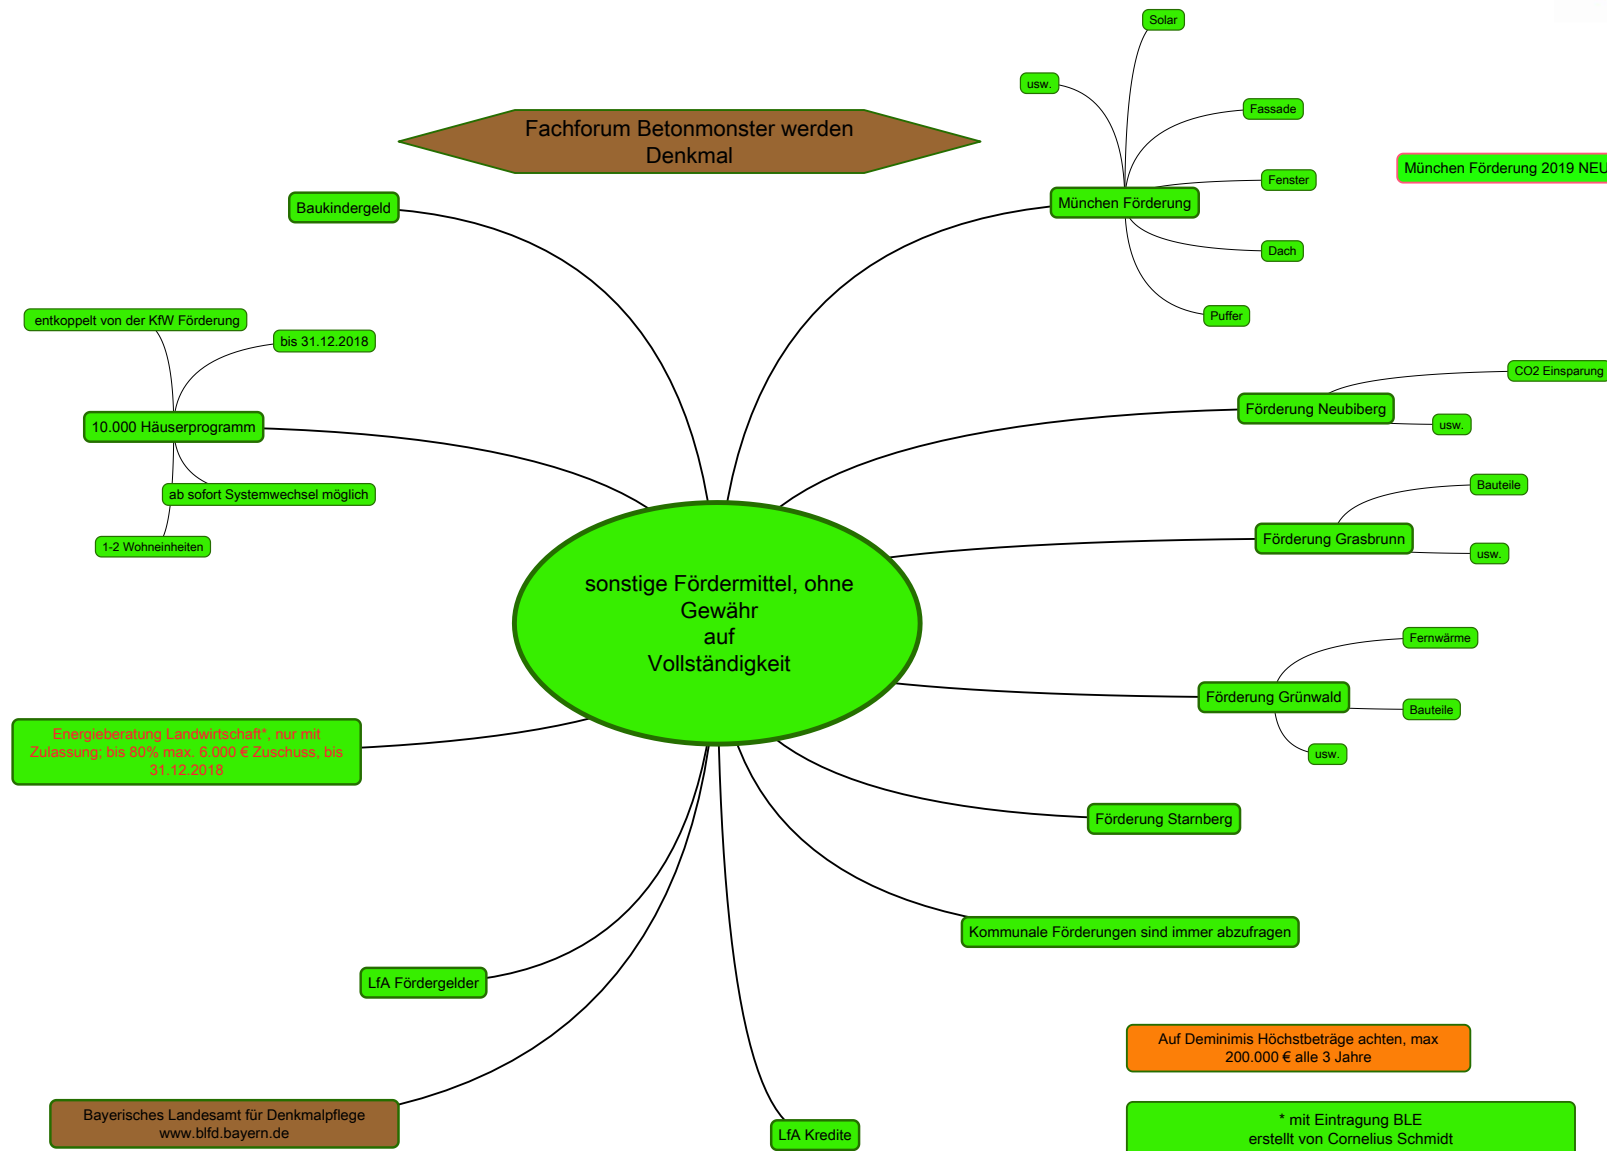 Solar
usw.
Fassade
Fachforum Betonmonster werden
Denkmal
München Förderung 2019 NEU
Fenster
München Förderung
Baukindergeld
Dach
Puffer
entkoppelt von der KfW Förderung
bis 31.12.2018
10.000 Häuserprogramm
ab sofort Systemwechsel möglich
1-2 Wohneinheiten
CO2 Einsparung
Förderung Neubiberg
usw.
Bauteile
Förderung Grasbrunn
usw.
sonstige Fördermittel, ohne
Gewähr
auf
Vollständigkeit
Fernwärme
Förderung Grünwald
Bauteile
usw.
Energieberatung Landwirtschaft*, nur mit
Zulassung; bis 80% max. 6.000 € Zuschuss, bis
31.12.2018
Förderung Starnberg
Kommunale Förderungen sind immer abzufragen
LfA Fördergelder
Auf Deminimis Höchstbeträge achten, max
200.000 € alle 3 Jahre
Bayerisches Landesamt für Denkmalpflege
www.blfd.bayern.de
LfA Kredite
* mit Eintragung BLE
erstellt von Cornelius Schmidt